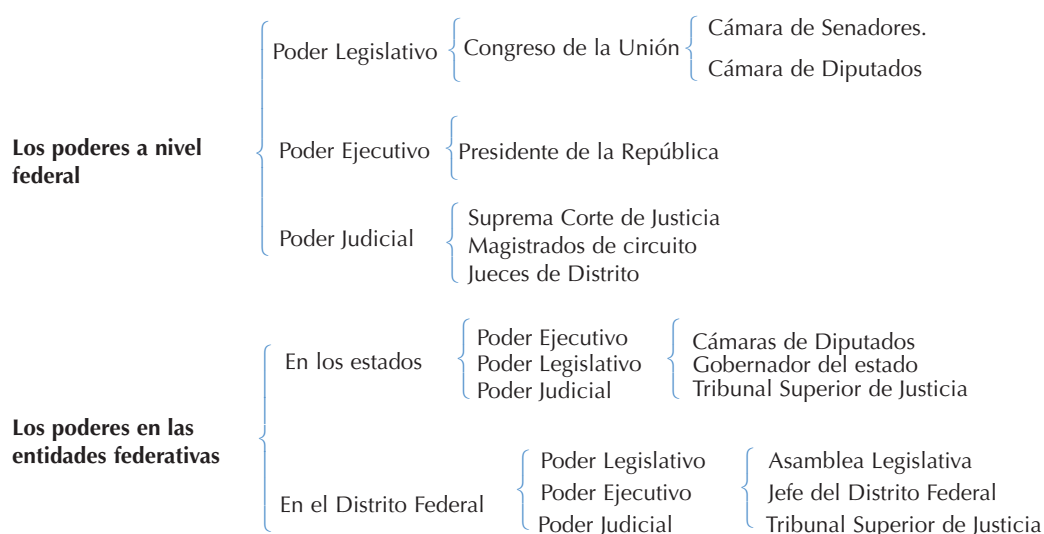 Los poderes a nivel
federal
Poder Legislativo
Congreso de la Unión
Cámara de Senadores.
Cámara de Diputados
Poder Ejecutivo
Presidente de la República
Poder Judicial
Suprema Corte de Justicia
Magistrados de circuito
Jueces de Distrito
Los poderes en las
entidades federativas
En los estados
Poder Ejecutivo
Poder Legislativo
Poder Judicial
Cámaras de Diputados
Gobernador del estado
Tribunal Superior de Justicia
En el Distrito Federal
Poder Legislativo
Poder Ejecutivo
Poder Judicial
Asamblea Legislativa
Jefe del Distrito Federal
Tribunal Superior de Justicia